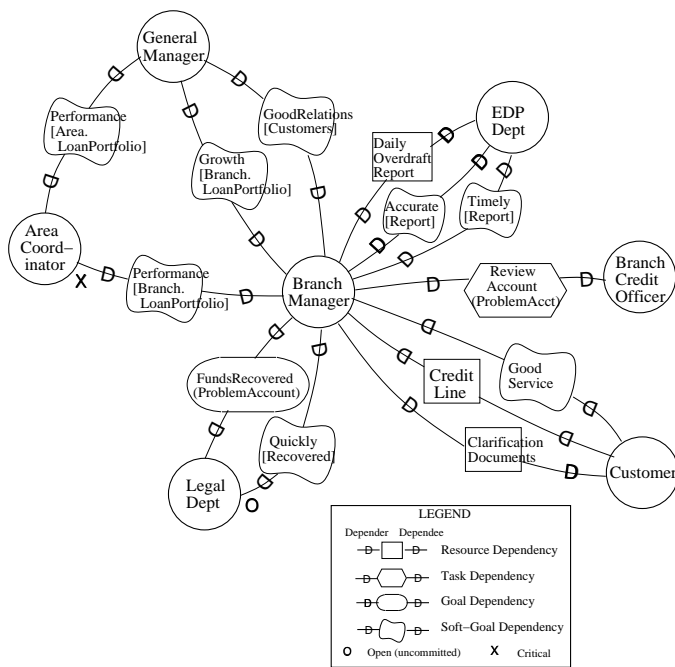 General
Manager
Performance
[Area.
LoanPortfolio]
GoodRelations
[Customers]
Growth
[Branch.
LoanPortfolio]
EDP
Dept
Daily
Overdraft
Report
Accurate
[Report]
Timely
[Report]
Area
Coord−
inator
X
Performance
[Branch.
LoanPortfolio]
Branch
Manager
Review
Account
(ProblemAcct)
Branch
Credit
Officer
FundsRecovered
(ProblemAccount)
Credit
Line
Good
Service
Quickly
[Recovered]
Clarification
Documents
Legal
Dept
O
Customer
LEGEND
Depender Dependee
D D Resource Dependency
D D Task Dependency
D D Goal Dependency
D D Soft−Goal Dependency
O Open (uncommitted) X Critical